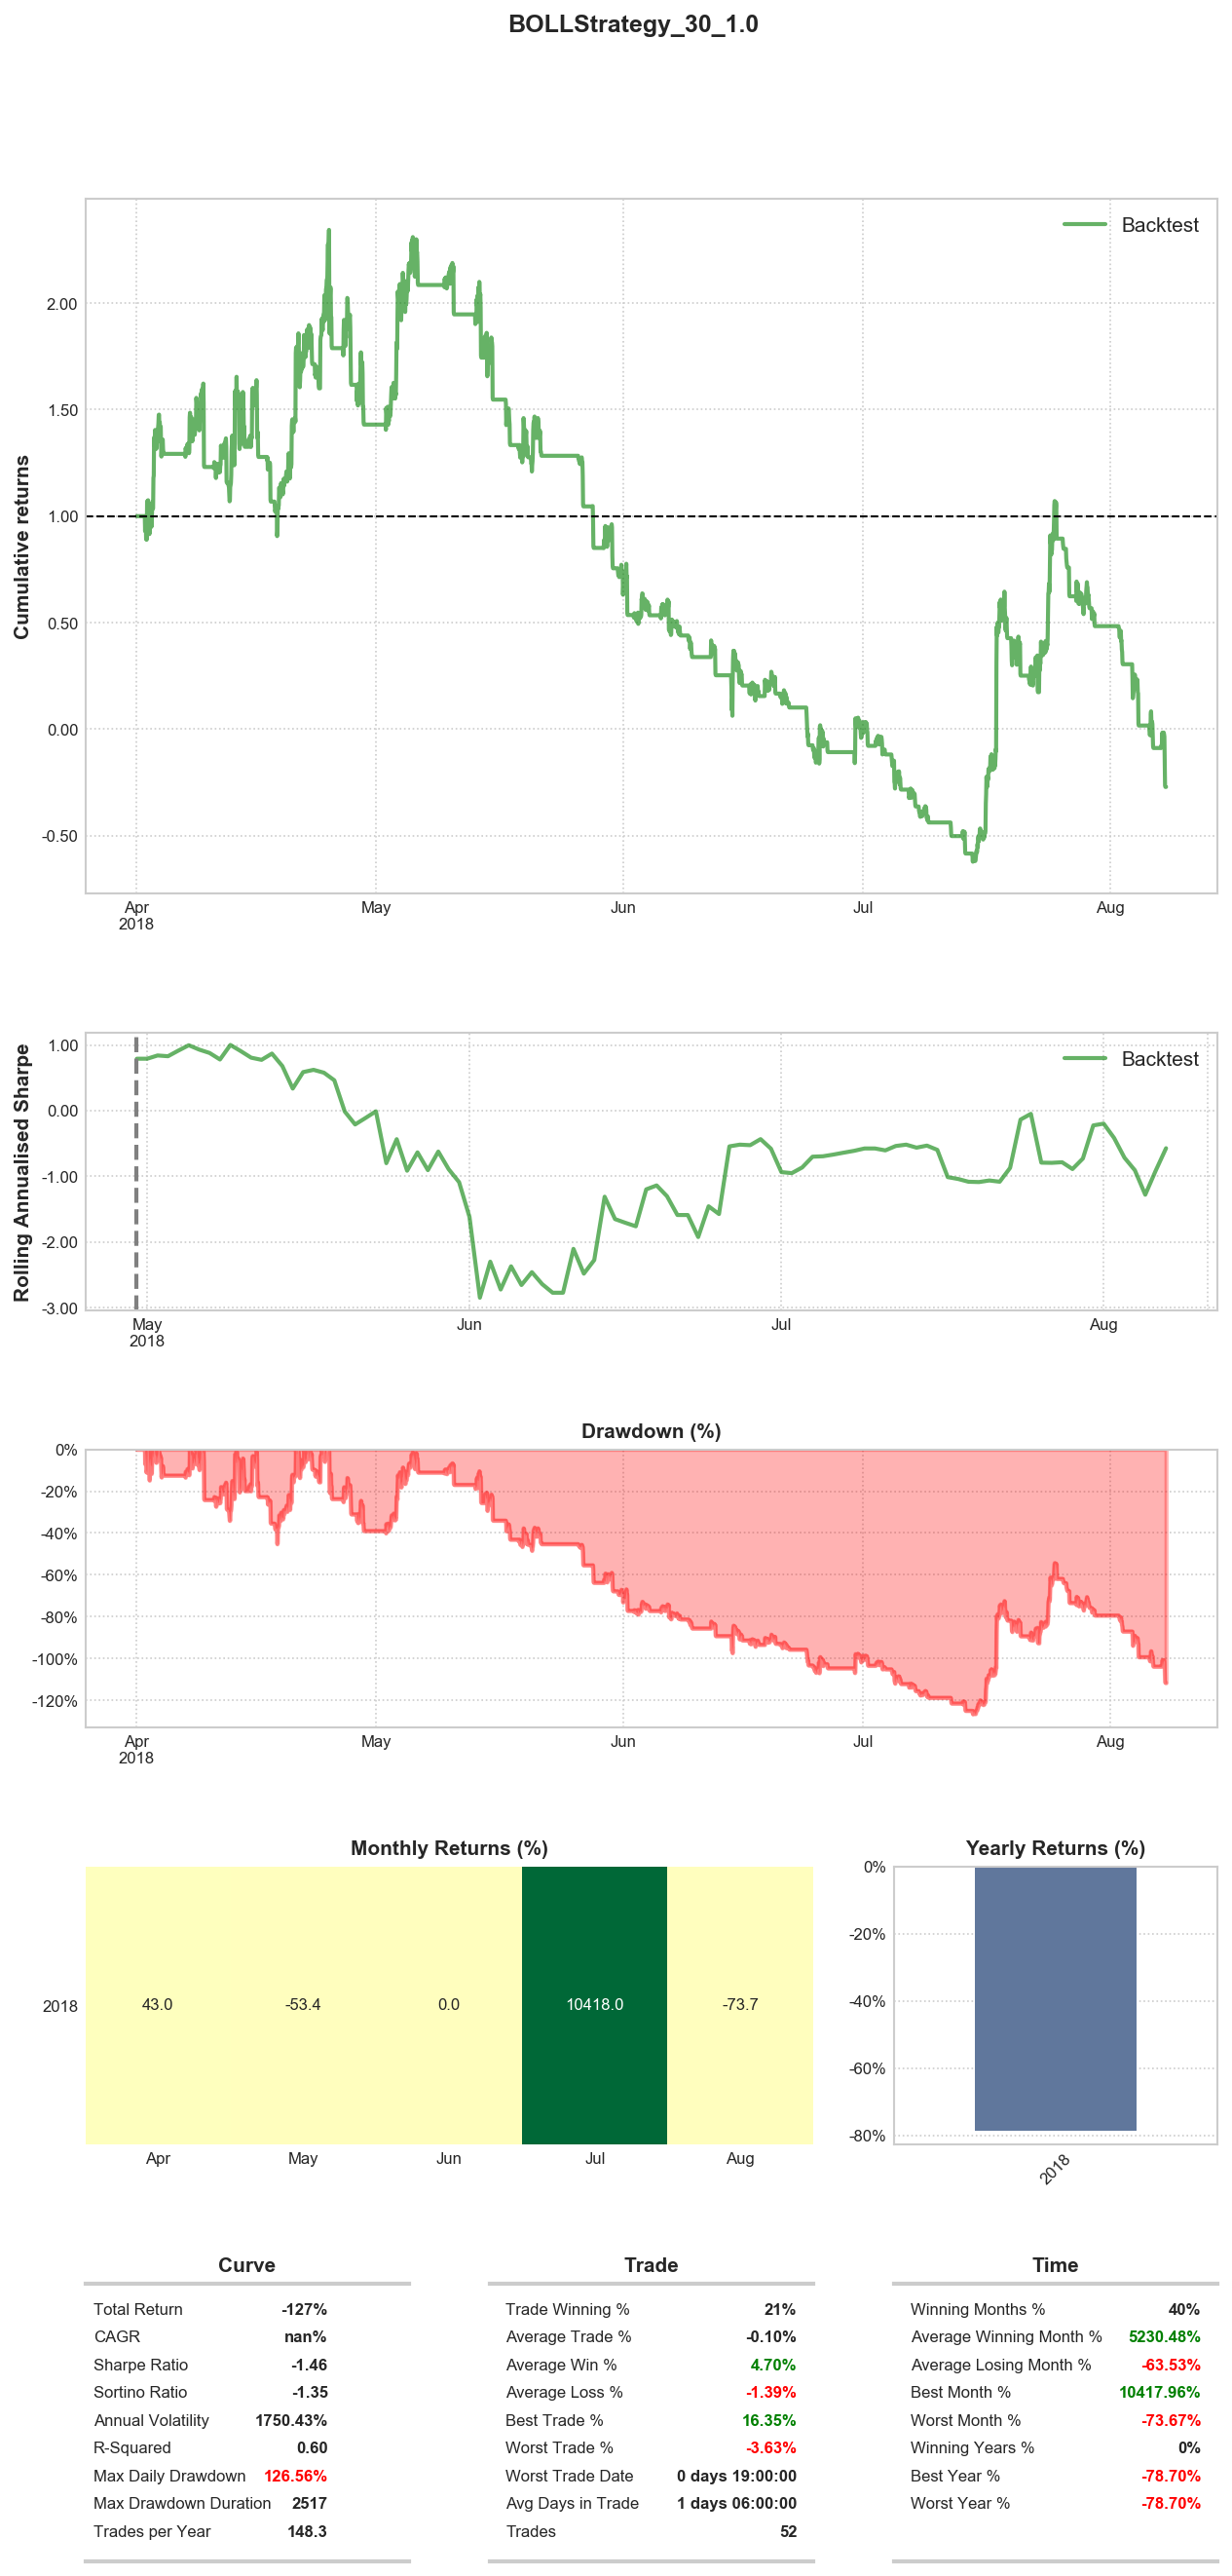 BOLLStrategy_30_1.0
Backtest
Cumulative returns
2.00
1.50
1.00
0.50
0.00
-0.50
Apr May Jun Jul Aug
2018
Backtest
Rolling Annualised Sharpe
1.00
0.00
-1.00
-2.00
-3.00
May Jun Jul Aug
2018
Drawdown (%)
0%
-20%
-40%
-60%
-80%
-100%
-120%
Apr May Jun Jul Aug
2018
Monthly Returns (%)
2018 43.0 -53.4 0.0 10418.0 -73.7
Apr May Jun Jul Aug
Yearly Returns (%)
0%
-20%
-40%
-60%
-80%
2018
Curve
Total Return -127%
CAGR nan%
Sharpe Ratio -1.46
Sortino Ratio -1.35
Annual Volatility 1750.43%
R-Squared 0.60
Max Daily Drawdown 126.56%
Max Drawdown Duration 2517
Trades per Year 148.3
Trade
Trade Winning % 21%
Average Trade % -0.10%
Average Win % 4.70%
Average Loss % -1.39%
Best Trade % 16.35%
Worst Trade % -3.63%
Worst Trade Date 0 days 19:00:00
Avg Days in Trade 1 days 06:00:00
Trades 52
Time
Winning Months % 40%
Average Winning Month % 5230.48%
Average Losing Month % -63.53%
Best Month % 10417.96%
Worst Month % -73.67%
Winning Years % 0%
Best Year % -78.70%
Worst Year % -78.70%